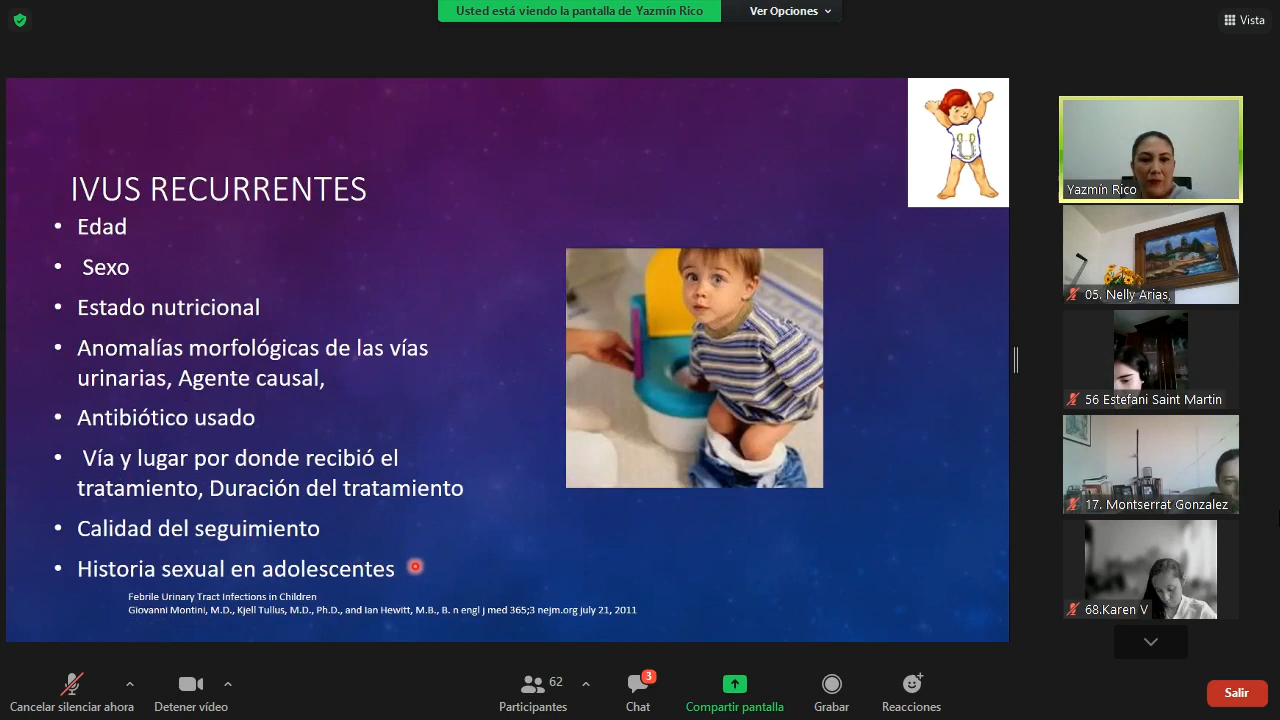 Usted está viendo la pantalla de Yazmín Rico
Ver Opciones
Vista
IVUS RECURRENTES
• Edad
• Sexo
• Estado nutricional
• Anomalías morfológicas de las vías
urinarias, Agente causal,
• Antibiótico usado
• Vía y lugar por donde recibió el
tratamiento, Duración del tratamiento
• Calidad del seguimiento
• Historia sexual en adolescentes
Febrile Urinary Tract Infections in Children
Giovanni Montini, M.D., Kjell Tullus, M.D., Ph.D., and Ian Hewitt, M.B., B. n engl j med 365;3 nejm.org july 21, 2011
Yazmín Rico
05. Nelly Arias,
56 Estefani Saint Martin
17. Montserrat Gonzalez
68.Karen V
Cancelar silenciar ahora
Detener vídeo
62
Participantes
3
Chat
Compartir pantalla
Grabar
Reacciones
Salir